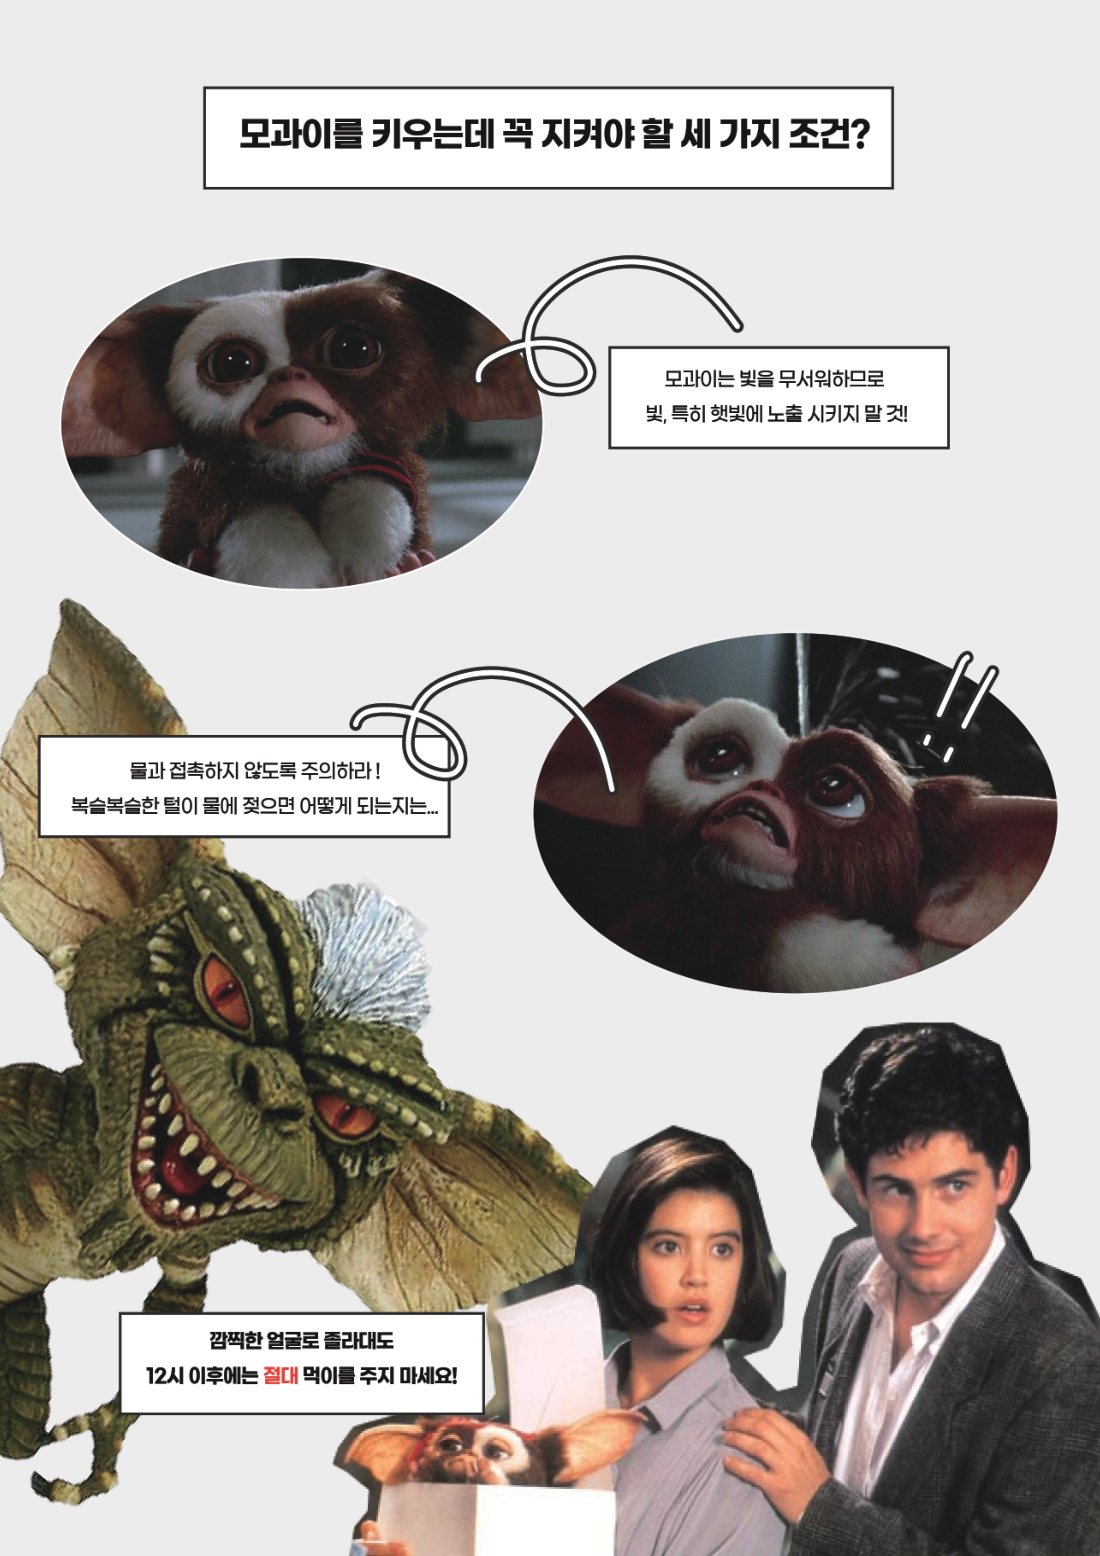 모과이를 키우는데 꼭 지켜야 할 세 가지 조건?
모과이는 빛을 무서워하므로
빛, 특히 햇빛에 노출 시키지 말 것!
물과 접촉하지 않도록 주의하라 !
복슬복슬한 털이 물에 젖으면 어떻게 되는지는...
깜찍한 얼굴로 졸라대도
12시 이후에는 절대 먹이를 주지 마세요!